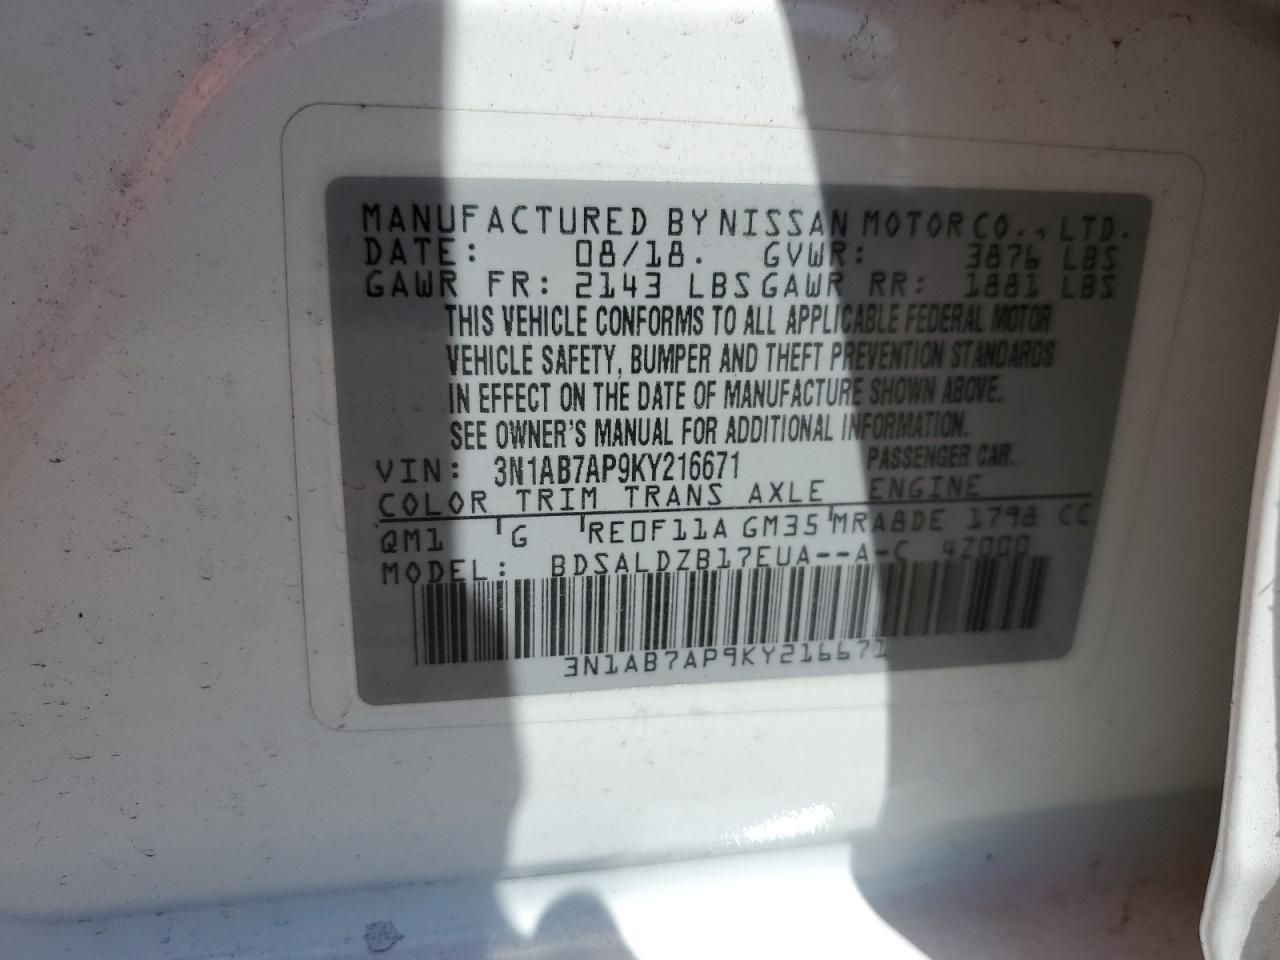 MANUFACTURED BY NISSAN MOTOR CO., LTD.
DATE: 08/18. GVWR: 3876 LBS
GAWR FR: 2143 LBS GAWR RR: 1881 LBS
THIS VEHICLE CONFORMS TO ALL APPLICABLE FEDERAL MOTOR
VEHICLE SAFETY, BUMPER AND THEFT PREVENTION STANDARDS
IN EFFECT ON THE DATE OF MANUFACTURE SHOWN ABOVE.
SEE OWNER'S MANUAL FOR ADDITIONAL INFORMATION.
VIN: 3N1AB7AP9KY216671 PASSENGER CAR.
COLOR TRIM TRANS AXLE ENGINE
QM1 G RE0F11A GM35 MRA8DE 1798 CC
MODEL: BDSALDZB17EUA--A-C 4Z000
3N1AB7AP9KY216671